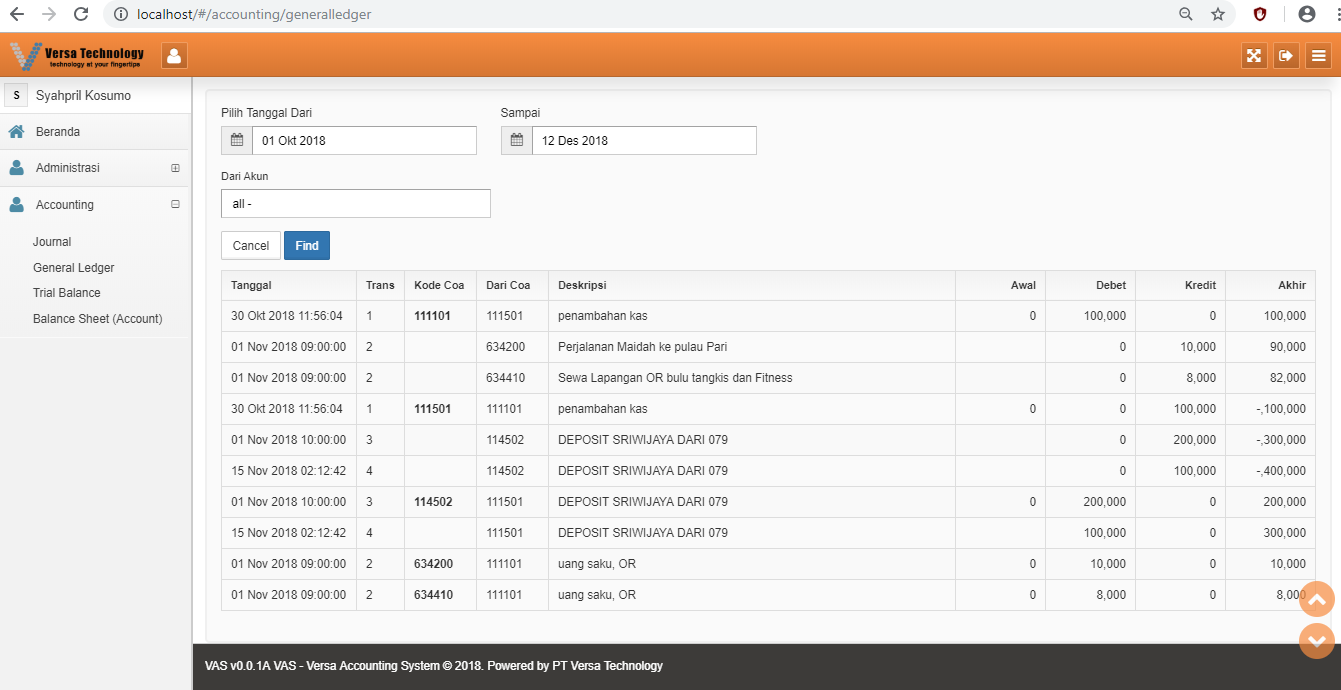 localhost/#/accounting/generalledger
Versa Technology
technology at your fingertips
S Syahpril Kosumo
Beranda
Administrasi
Accounting
Journal
General Ledger
Trial Balance
Balance Sheet (Account)
Pilih Tanggal Dari Sampai
01 Okt 2018 12 Des 2018
Dari Akun
all -
Cancel Find
Tanggal Trans Kode Coa Dari Coa Deskripsi Awal Debet Kredit Akhir
30 Okt 2018 11:56:04 1 111101 111501 penambahan kas 0 100,000 0 100,000
01 Nov 2018 09:00:00 2 634200 Perjalanan Maidah ke pulau Pari 0 10,000 90,000
01 Nov 2018 09:00:00 2 634410 Sewa Lapangan OR bulu tangkis dan Fitness 0 8,000 82,000
30 Okt 2018 11:56:04 1 111501 111101 penambahan kas 0 0 100,000 -,100,000
01 Nov 2018 10:00:00 3 114502 DEPOSIT SRIWIJAYA DARI 079 0 200,000 -,300,000
15 Nov 2018 02:12:42 4 114502 DEPOSIT SRIWIJAYA DARI 079 0 100,000 -,400,000
01 Nov 2018 10:00:00 3 114502 111501 DEPOSIT SRIWIJAYA DARI 079 0 200,000 0 200,000
15 Nov 2018 02:12:42 4 111501 DEPOSIT SRIWIJAYA DARI 079 100,000 0 300,000
01 Nov 2018 09:00:00 2 634200 111101 uang saku, OR 0 10,000 0 10,000
01 Nov 2018 09:00:00 2 634410 111101 uang saku, OR 0 8,000 0 8,000
VAS v0.0.1A VAS - Versa Accounting System © 2018. Powered by PT Versa Technology